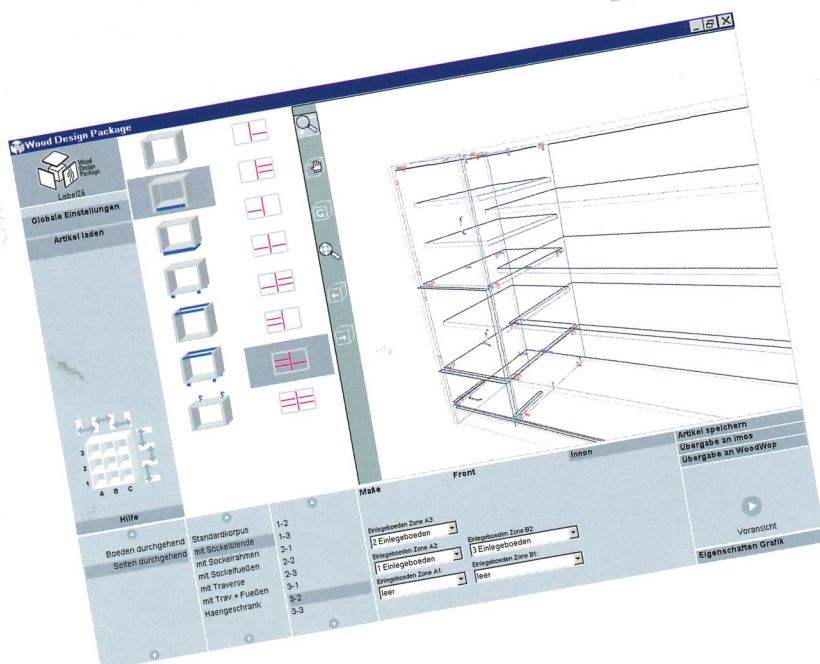 Wood Design Package
Wood
Design
Package
Label26
Globale Einstellungen
Artikel laden
3
2
1
A B C
Hilfe
Boeden durchgehend
Seiten durchgehend
Standardkorpus
mit Sockelblende
mit Sockelrahmen
mit Sockelfueßen
mit Traverse
mit Trav.+ Fueßen
Haengeschrank
1-2
1-3
2-1
2-2
2-3
3-1
3-2
3-3
Maße
Front
Innen
Einlegeboeden Zone A3:
2 Einlegeboeden
Einlegeboeden Zone A2:
1 Einlegeboeden
Einlegeboeden Zone A1:
leer
Einlegeboeden Zone B2:
3 Einlegeboeden
Einlegeboeden Zone B1:
leer
Artikel speichern
Übergabe an imos
Übergabe an WoodWop
Voransicht
Eigenschaften Grafik